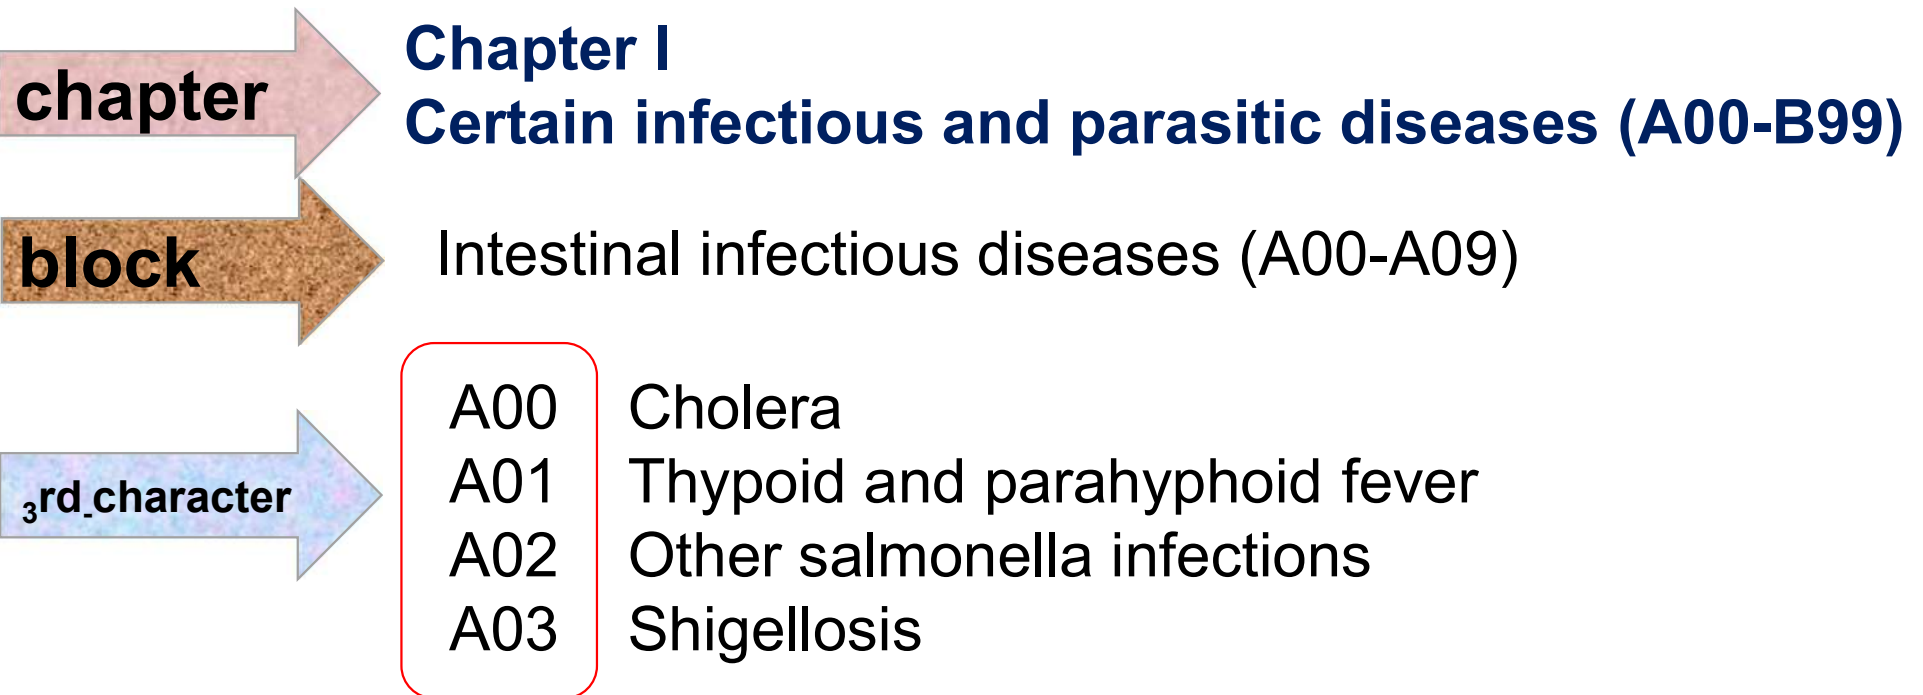 chapter
Chapter I
Certain infectious and parasitic diseases (A00-B99)
block
Intestinal infectious diseases (A00-A09)
3rd-character
A00 Cholera
A01 Thypoid and parahyphoid fever
A02 Other salmonella infections
A03 Shigellosis